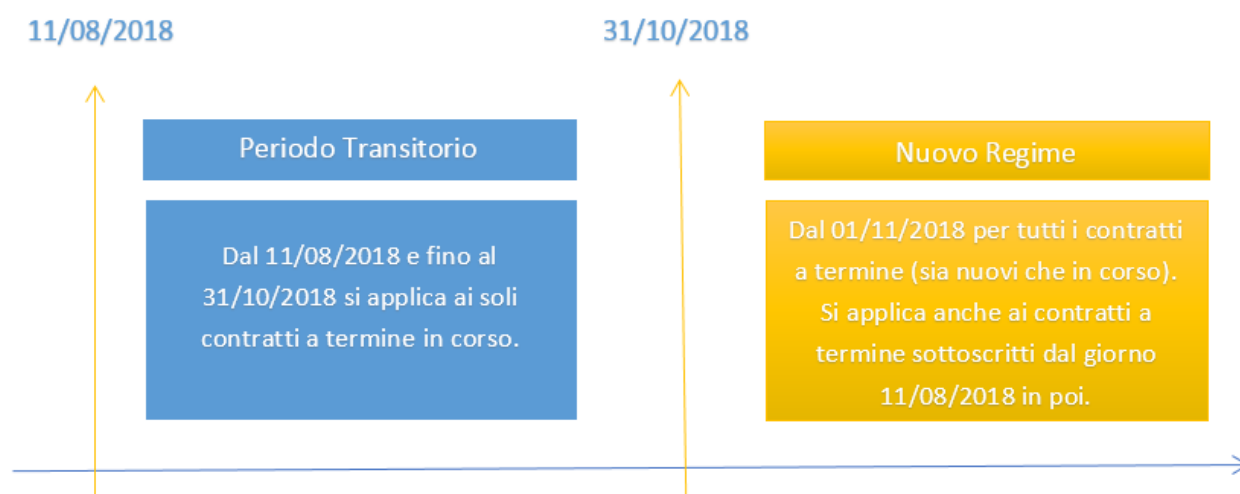 11/08/2018
31/10/2018
Periodo Transitorio
Dal 11/08/2018 e fino al
31/10/2018 si applica ai soli
contratti a termine in corso.
Nuovo Regime
Dal 01/11/2018 per tutti i contratti
a termine (sia nuovi che in corso).
Si applica anche ai contratti a
termine sottoscritti dal giorno
11/08/2018 in poi.